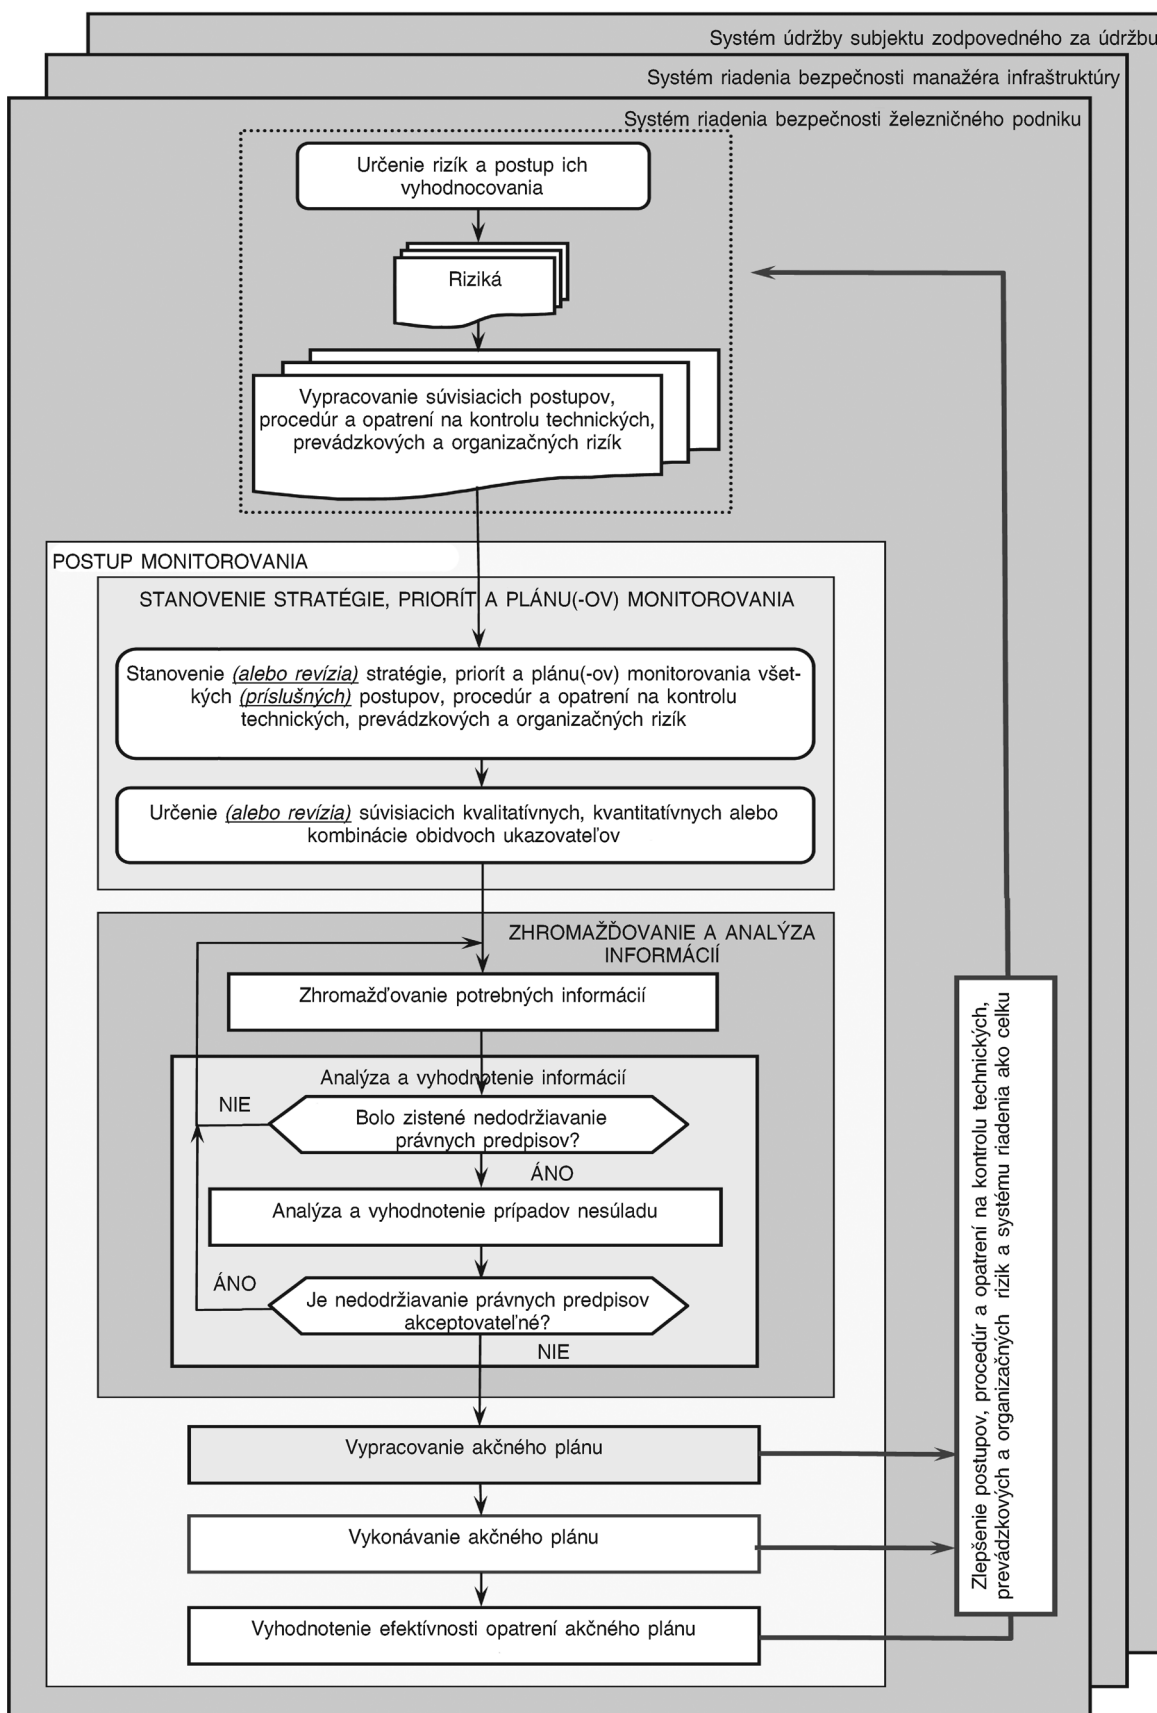 Systém údržby subjektu zodpovedného za údržbu
Systém riadenia bezpečnosti manažéra infraštruktúry
Systém riadenia bezpečnosti železničného podniku
Určenie rizík a postup ich
vyhodnocovania
Riziká
Vypracovanie súvisiacich postupov,
procedúr a opatrení na kontrolu technických,
prevádzkových a organizačných rizík
POSTUP MONITOROVANIA
STANOVENIE STRATÉGIE, PRIORÍT A PLÁNU(-OV) MONITOROVANIA
Stanovenie (alebo revízia) stratégie, priorít a plánu(-ov) monitorovania všet-
kých (príslušných) postupov, procedúr a opatrení na kontrolu
technických, prevádzkových a organizačných rizík
Určenie (alebo revízia) súvisiacich kvalitatívnych, kvantitatívnych alebo
kombinácie obidvoch ukazovateľov
ZHROMAŽĎOVANIE A ANALÝZA
INFORMÁCIÍ
Zhromažďovanie potrebných informácií
Analýza a vyhodnotenie informácií
NIE
Bolo zistené nedodržiavanie
právnych predpisov?
ÁNO
Analýza a vyhodnotenie prípadov nesúladu
ÁNO
Je nedodržiavanie právnych predpisov
akceptovateľné?
NIE
Vypracovanie akčného plánu
Vykonávanie akčného plánu
Vyhodnotenie efektívnosti opatrení akčného plánu
Zlepšenie postupov, procedúr a opatrení na kontrolu technických,
prevádzkových a organizačných rizik a systému riadenia ako celku